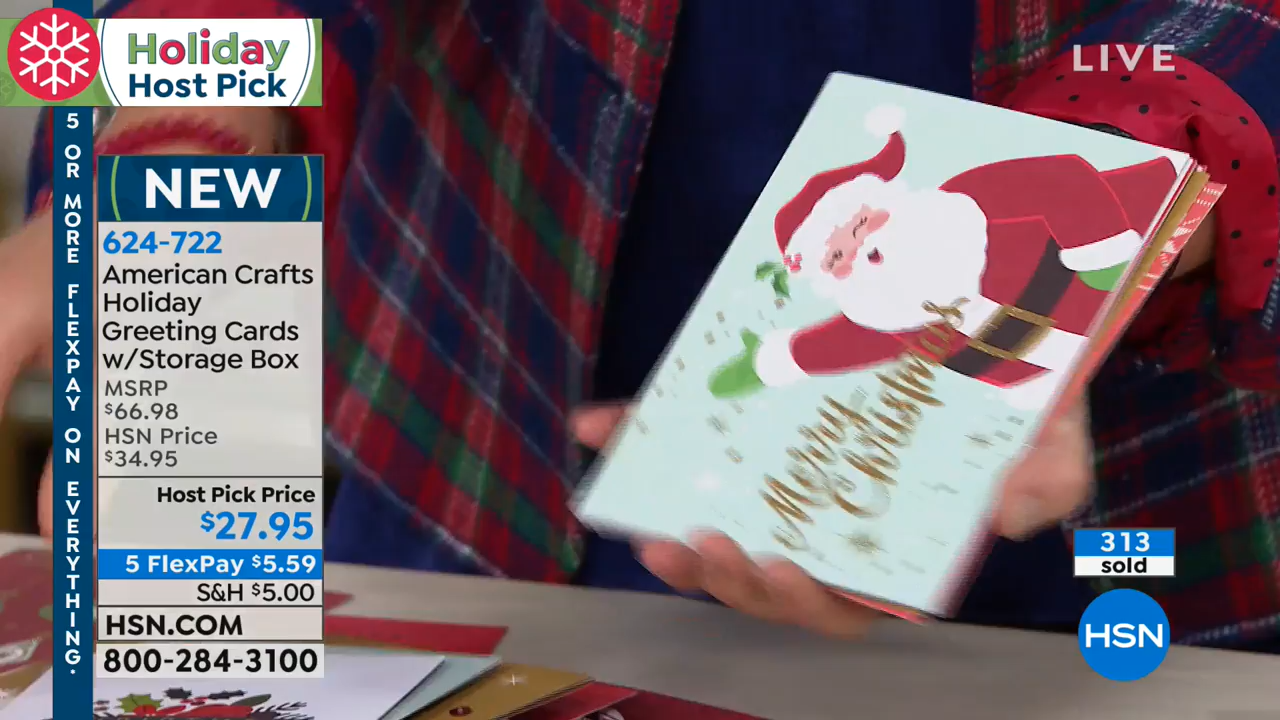 Holiday
Host Pick
LIVE
5 OR MORE FLEXPAY ON EVERYTHING.
NEW
624-722
American Crafts
Holiday
Greeting Cards
w/Storage Box
MSRP
$66.98
HSN Price
$34.95
Host Pick Price
$27.95
5 FlexPay $5.59
S&H $5.00
HSN.COM
800-284-3100
Merry
Christmas
313
sold
HSN